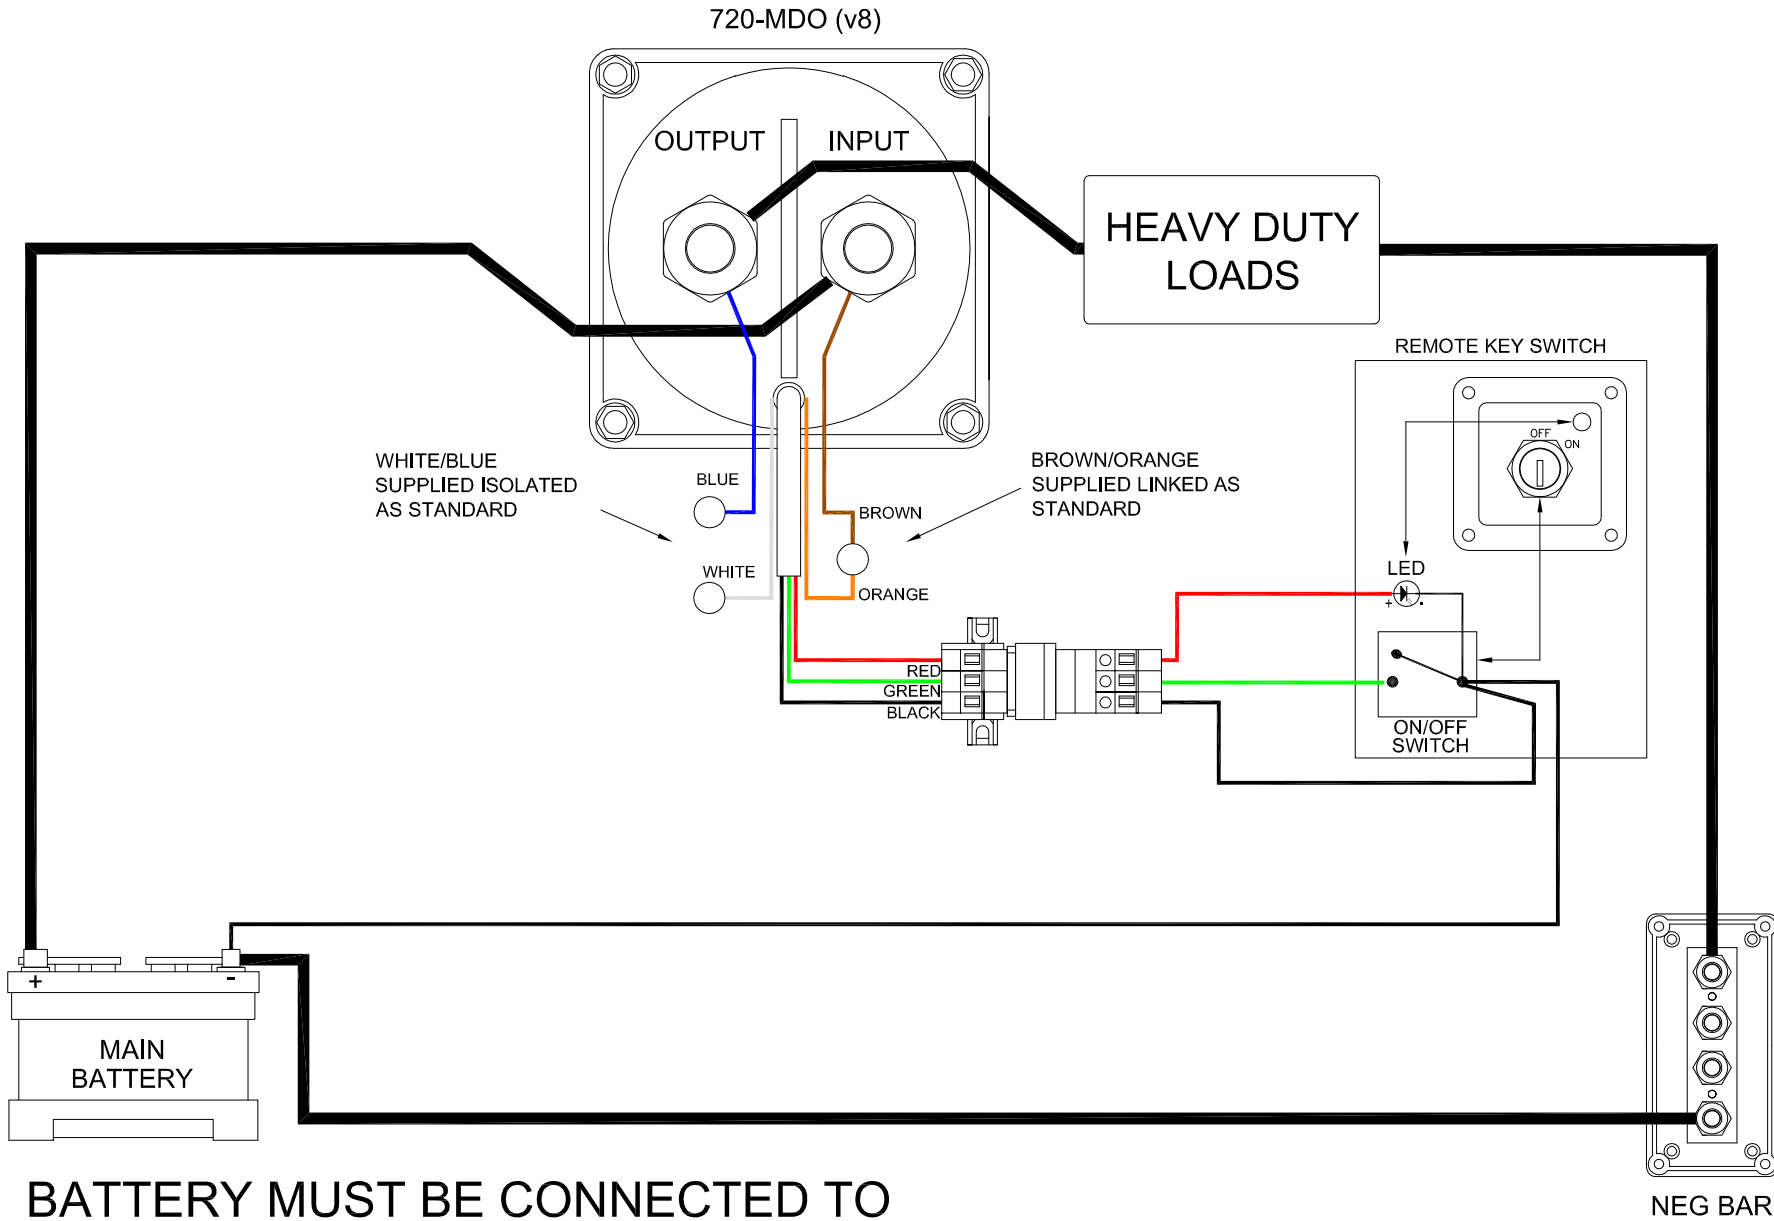 720-MDO (v8)
OUTPUT
INPUT
HEAVY DUTY
LOADS
REMOTE KEY SWITCH
OFF
ON
WHITE/BLUE
SUPPLIED ISOLATED
AS STANDARD
BLUE
WHITE
BROWN/ORANGE
SUPPLIED LINKED AS
STANDARD
BROWN
ORANGE
LED
+ -
RED
GREEN
BLACK
ON/OFF
SWITCH
+ -
MAIN
BATTERY
BATTERY MUST BE CONNECTED TO
NEG BAR